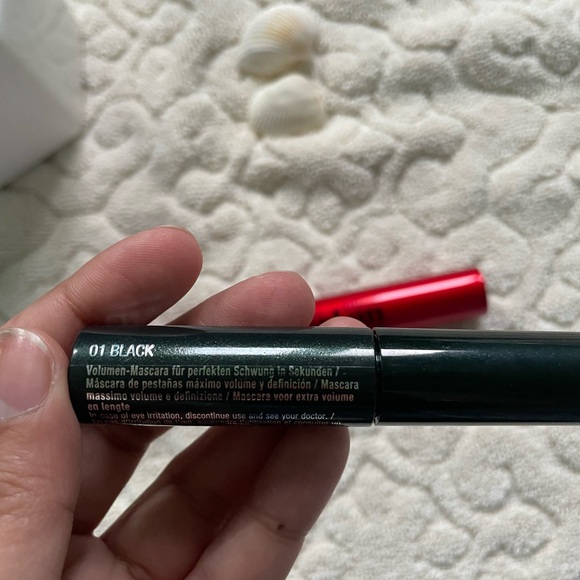 01 BLACK
Volumen-Mascara für perfekten Schwung in Sekunden /
Máscara de pestañas máximo volume y definición / Mascara
massimo volume e definizione / Mascara voor extra volume
en lengte
In case of eye irritation, discontinue use and see your doctor. /